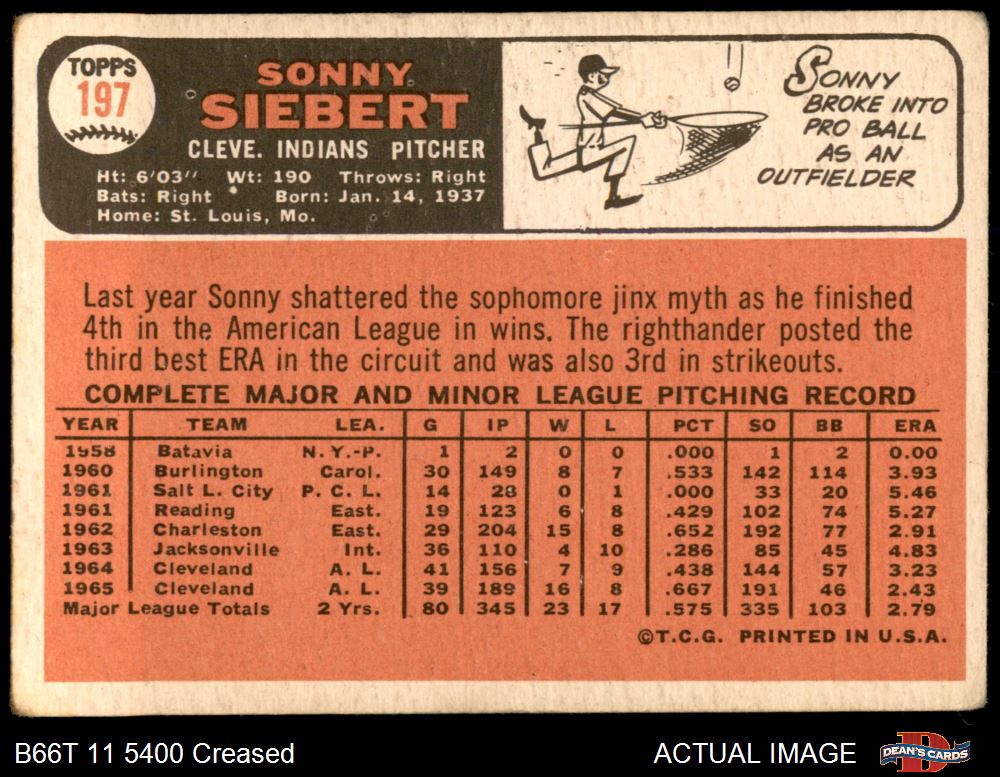 TOPPS
197
SONNY
SIEBERT
CLEVE. INDIANS PITCHER
Ht: 6'03" Wt: 190 Throws: Right
Bats: Right Born: Jan. 14, 1937
Home: St. Louis, Mo.
SONNY
BROKE INTO
PRO BALL
AS AN
OUTFIELDER
Last year Sonny shattered the sophomore jinx myth as he finished
4th in the American League in wins. The righthander posted the
third best ERA in the circuit and was also 3rd in strikeouts.
COMPLETE MAJOR AND MINOR LEAGUE PITCHING RECORD
YEAR TEAM LEA. G IP W L PCT SO BB ERA
1958 Batavia N.Y.-P. 1 2 0 0 .000 1 2 0.00
1960 Burlington Carol. 30 149 8 7 .533 142 114 3.93
1961 Salt L. City P. C. L. 14 28 0 1 .000 33 20 5.46
1961 Reading East. 19 123 6 8 .429 102 74 5.27
1962 Charleston East. 29 204 15 8 .652 192 77 2.91
1963 Jacksonville Int. 36 110 4 10 .286 85 45 4.83
1964 Cleveland A. L. 41 156 7 9 .438 144 57 3.23
1965 Cleveland A. L. 39 189 16 8 .667 191 46 2.43
Major League Totals 2 Yrs. 80 345 23 17 .575 335 103 2.79
©T.C.G. PRINTED IN U.S.A.
B66T 11 5400 Creased
ACTUAL IMAGE
DEAN'S CARDS